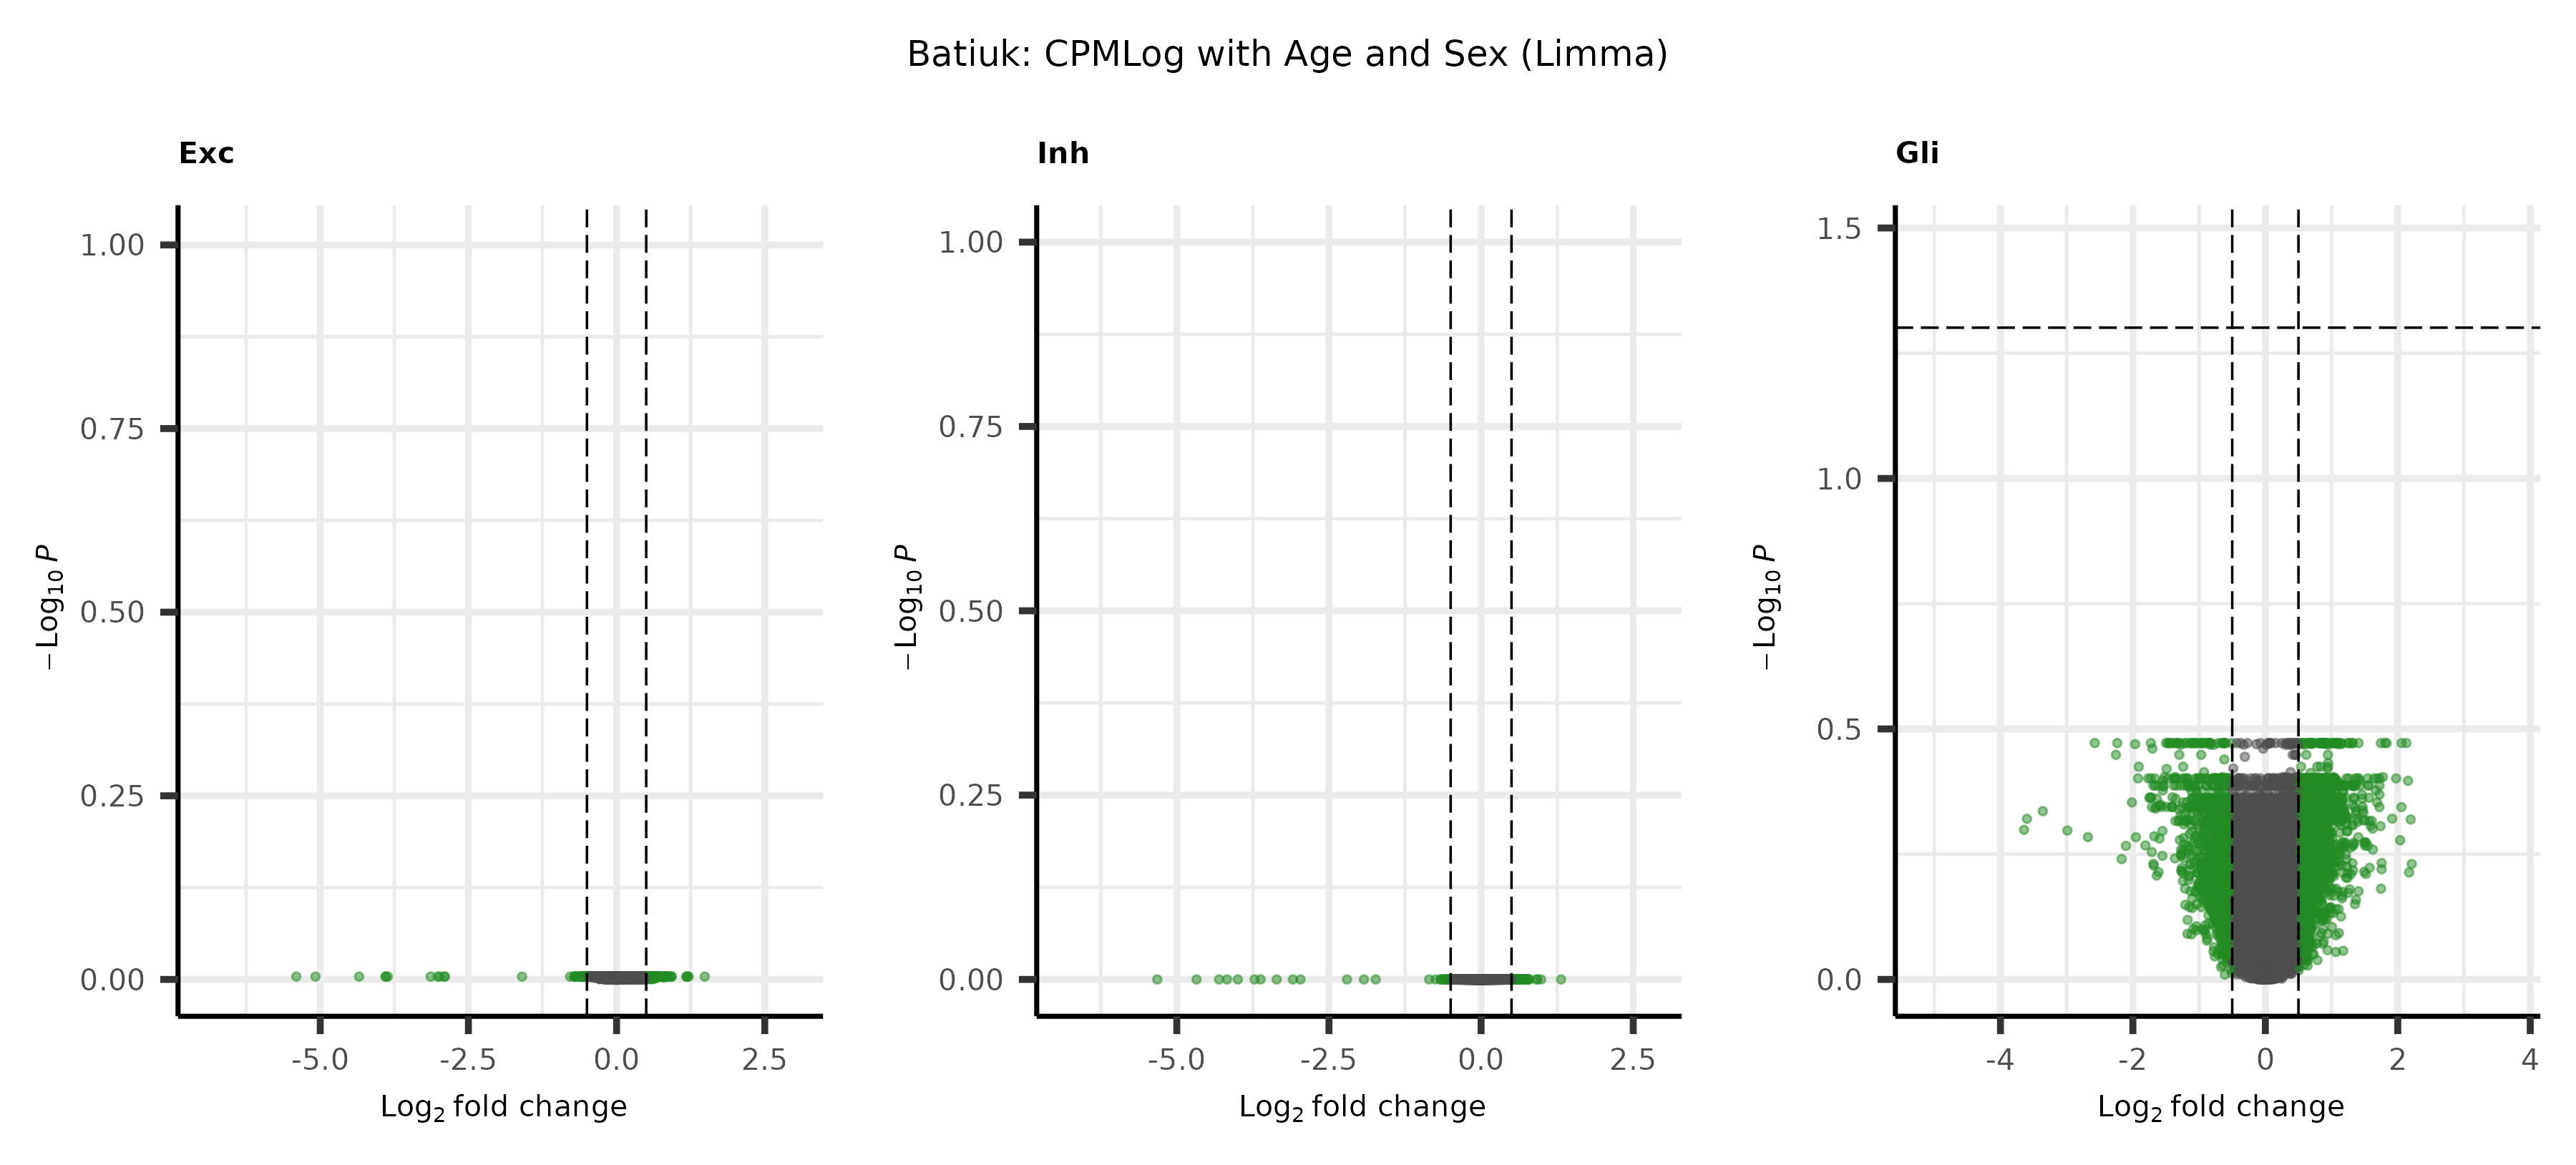 Batiuk: CPMLog with Age and Sex (Limma)
Exc
1.00
0.75
0.50
0.25
0.00
−Log10 P
-5.0 -2.5 0.0 2.5
Log2 fold change
Inh
1.00
0.75
0.50
0.25
0.00
−Log10 P
-5.0 -2.5 0.0 2.5
Log2 fold change
Gli
1.5
1.0
0.5
0.0
−Log10 P
-4 -2 0 2 4
Log2 fold change